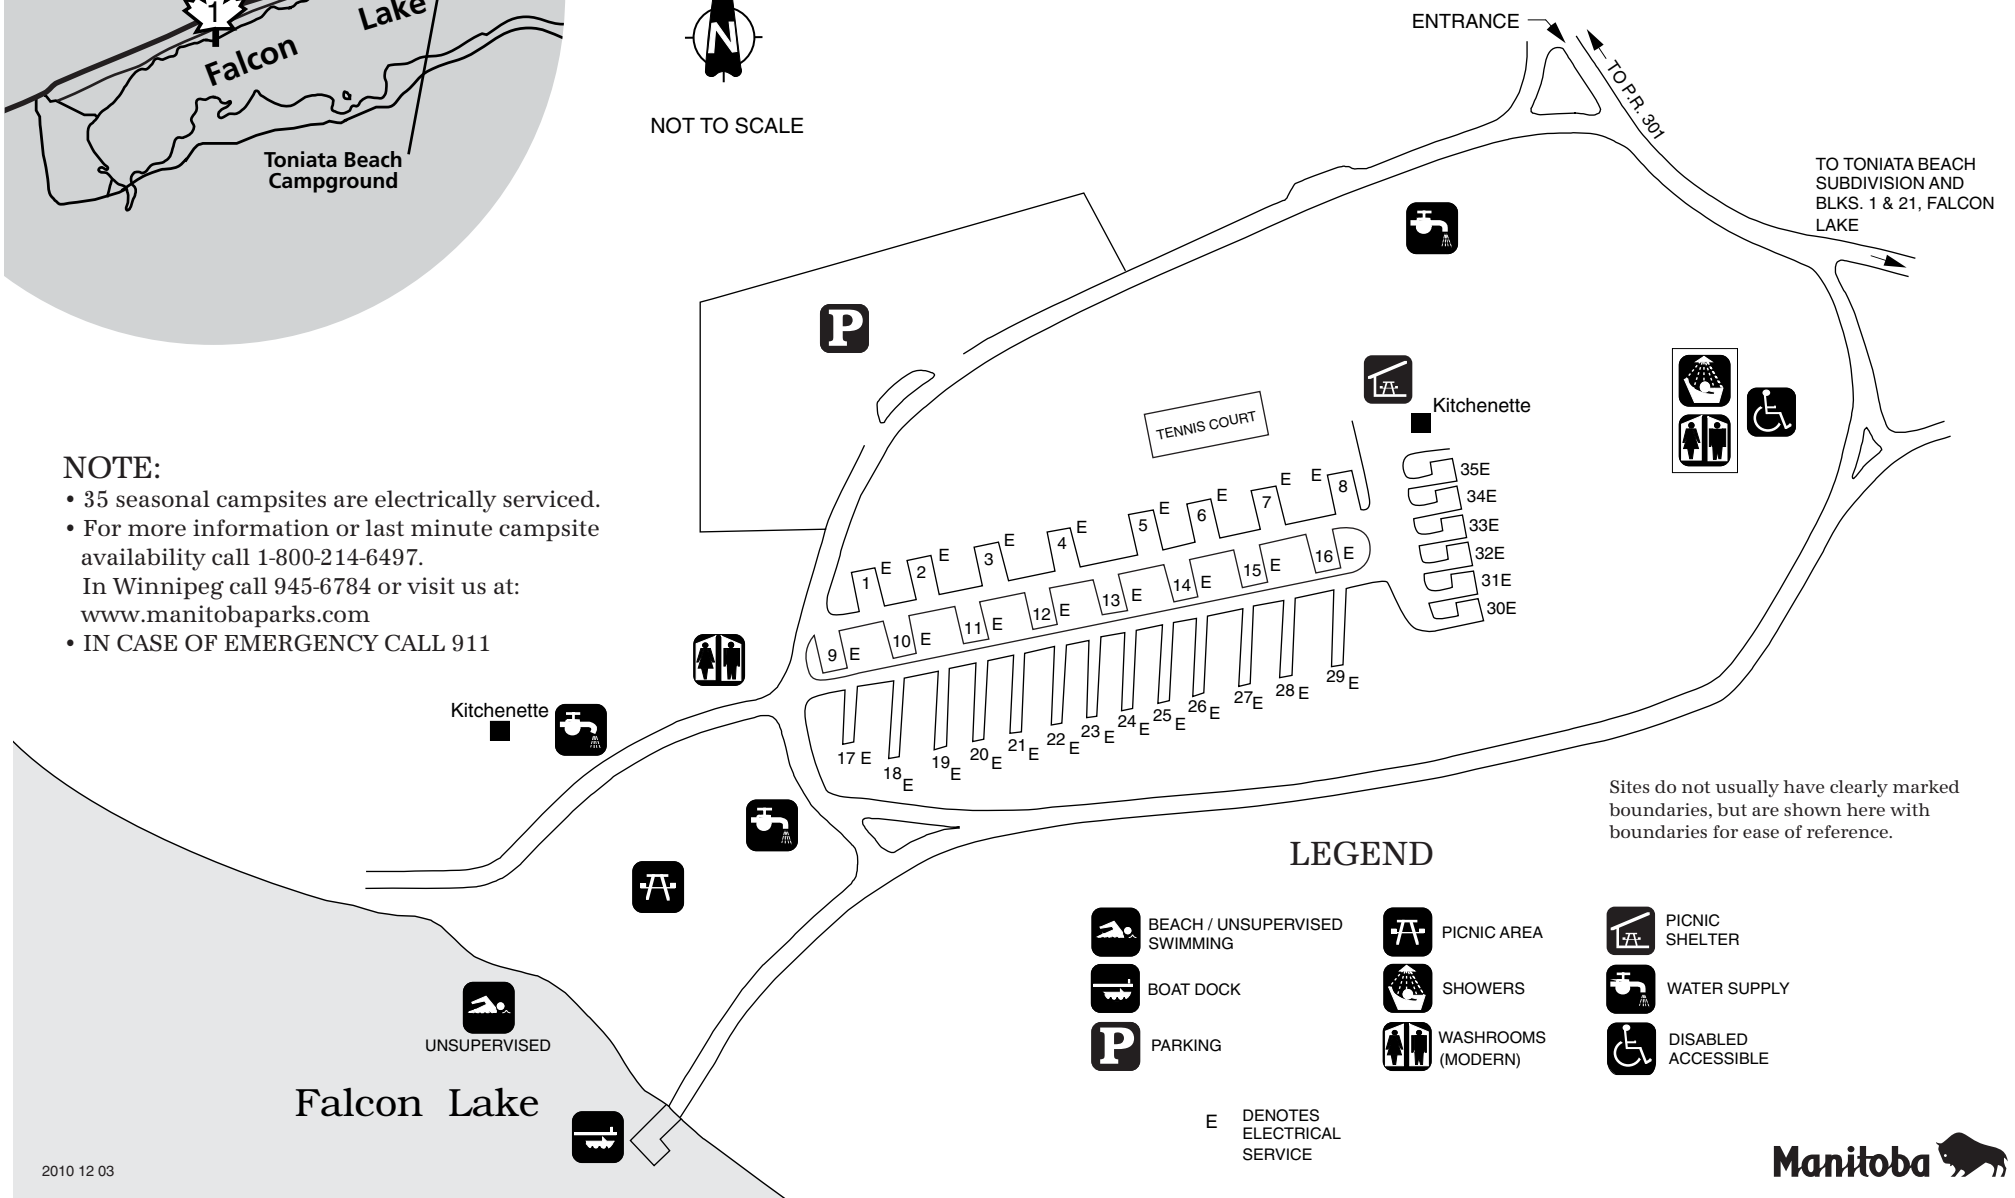 1
Lake
Falcon
Toniata Beach
Campground
N
NOT TO SCALE
ENTRANCE
TO P.R. 301
TO TONIATA BEACH
SUBDIVISION AND
BLKS. 1 & 21, FALCON
LAKE
P
Kitchenette
TENNIS COURT
NOTE:
• 35 seasonal campsites are electrically serviced.
• For more information or last minute campsite
availability call 1-800-214-6497.
In Winnipeg call 945-6784 or visit us at:
www.manitobaparks.com
• IN CASE OF EMERGENCY CALL 911
1 E
2 E
3 E
4 E
5 E
6 E
7 E
8 E
9 E
10 E
11 E
12 E
13 E
14 E
15 E
16 E
35E
34E
33E
32E
31E
30E
17 E
18 E
19 E
20 E
21 E
22 E
23 E
24 E
25 E
26 E
27 E
28 E
29 E
Kitchenette
Sites do not usually have clearly marked
boundaries, but are shown here with
boundaries for ease of reference.
LEGEND
BEACH / UNSUPERVISED
SWIMMING
PICNIC AREA
PICNIC
SHELTER
BOAT DOCK
SHOWERS
WATER SUPPLY
P PARKING
WASHROOMS
(MODERN)
DISABLED
ACCESSIBLE
E DENOTES
ELECTRICAL
SERVICE
UNSUPERVISED
Falcon Lake
2010 12 03
Manitoba